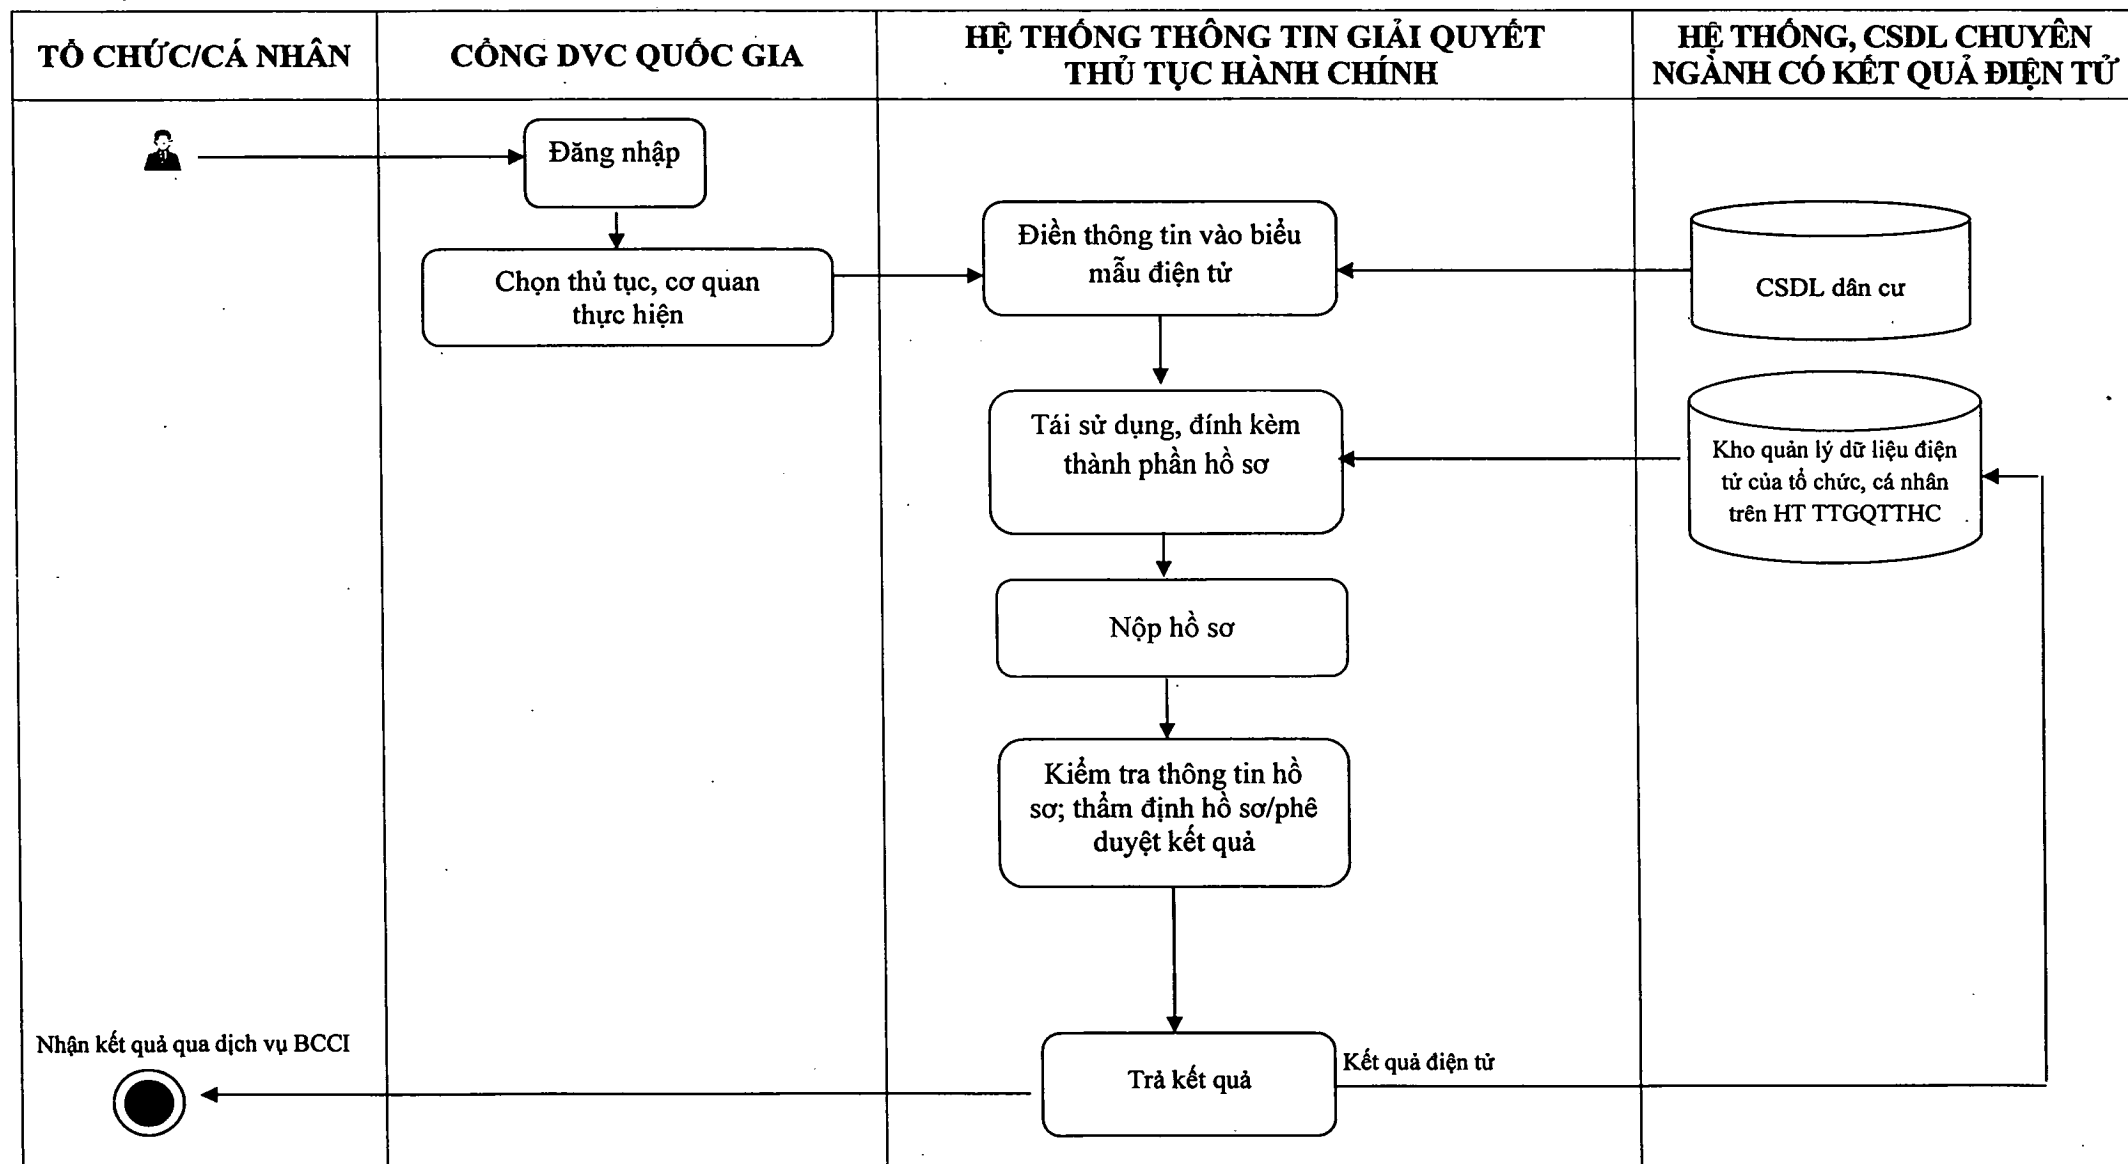 TỔ CHỨC/CÁ NHÂN
CỔNG DVC QUỐC GIA
HỆ THỐNG THÔNG TIN GIẢI QUYẾT
THỦ TỤC HÀNH CHÍNH
HỆ THỐNG, CSDL CHUYÊN
NGÀNH CÓ KẾT QUẢ ĐIỆN TỬ
Đăng nhập
Chọn thủ tục, cơ quan
thực hiện
Điền thông tin vào biểu
mẫu điện tử
CSDL dân cư
Tái sử dụng, đính kèm
thành phần hồ sơ
Kho quản lý dữ liệu điện
tử của tổ chức, cá nhân
trên HT TTGQTTHC
Nộp hồ sơ
Kiểm tra thông tin hồ
sơ; thẩm định hồ sơ/phê
duyệt kết quả
Nhận kết quả qua dịch vụ BCCI
Trả kết quả
Kết quả điện tử